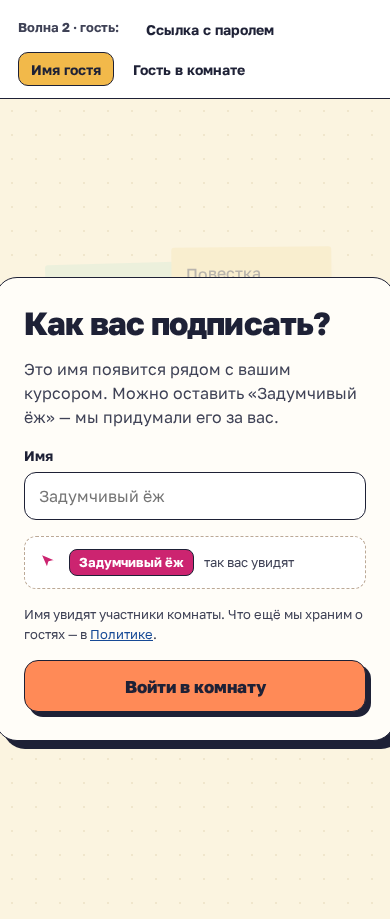 Волна 2 · гость:
Ссылка с паролем
Имя гостя
Гость в комнате
Повестка
Как вас подписать?
Это имя появится рядом с вашим
курсором. Можно оставить «Задумчивый
ёж» — мы придумали его за вас.
Имя
Задумчивый ёж
Задумчивый ёж так вас увидят
Имя увидят участники комнаты. Что ещё мы храним о
гостях — в Политике.
Войти в комнату